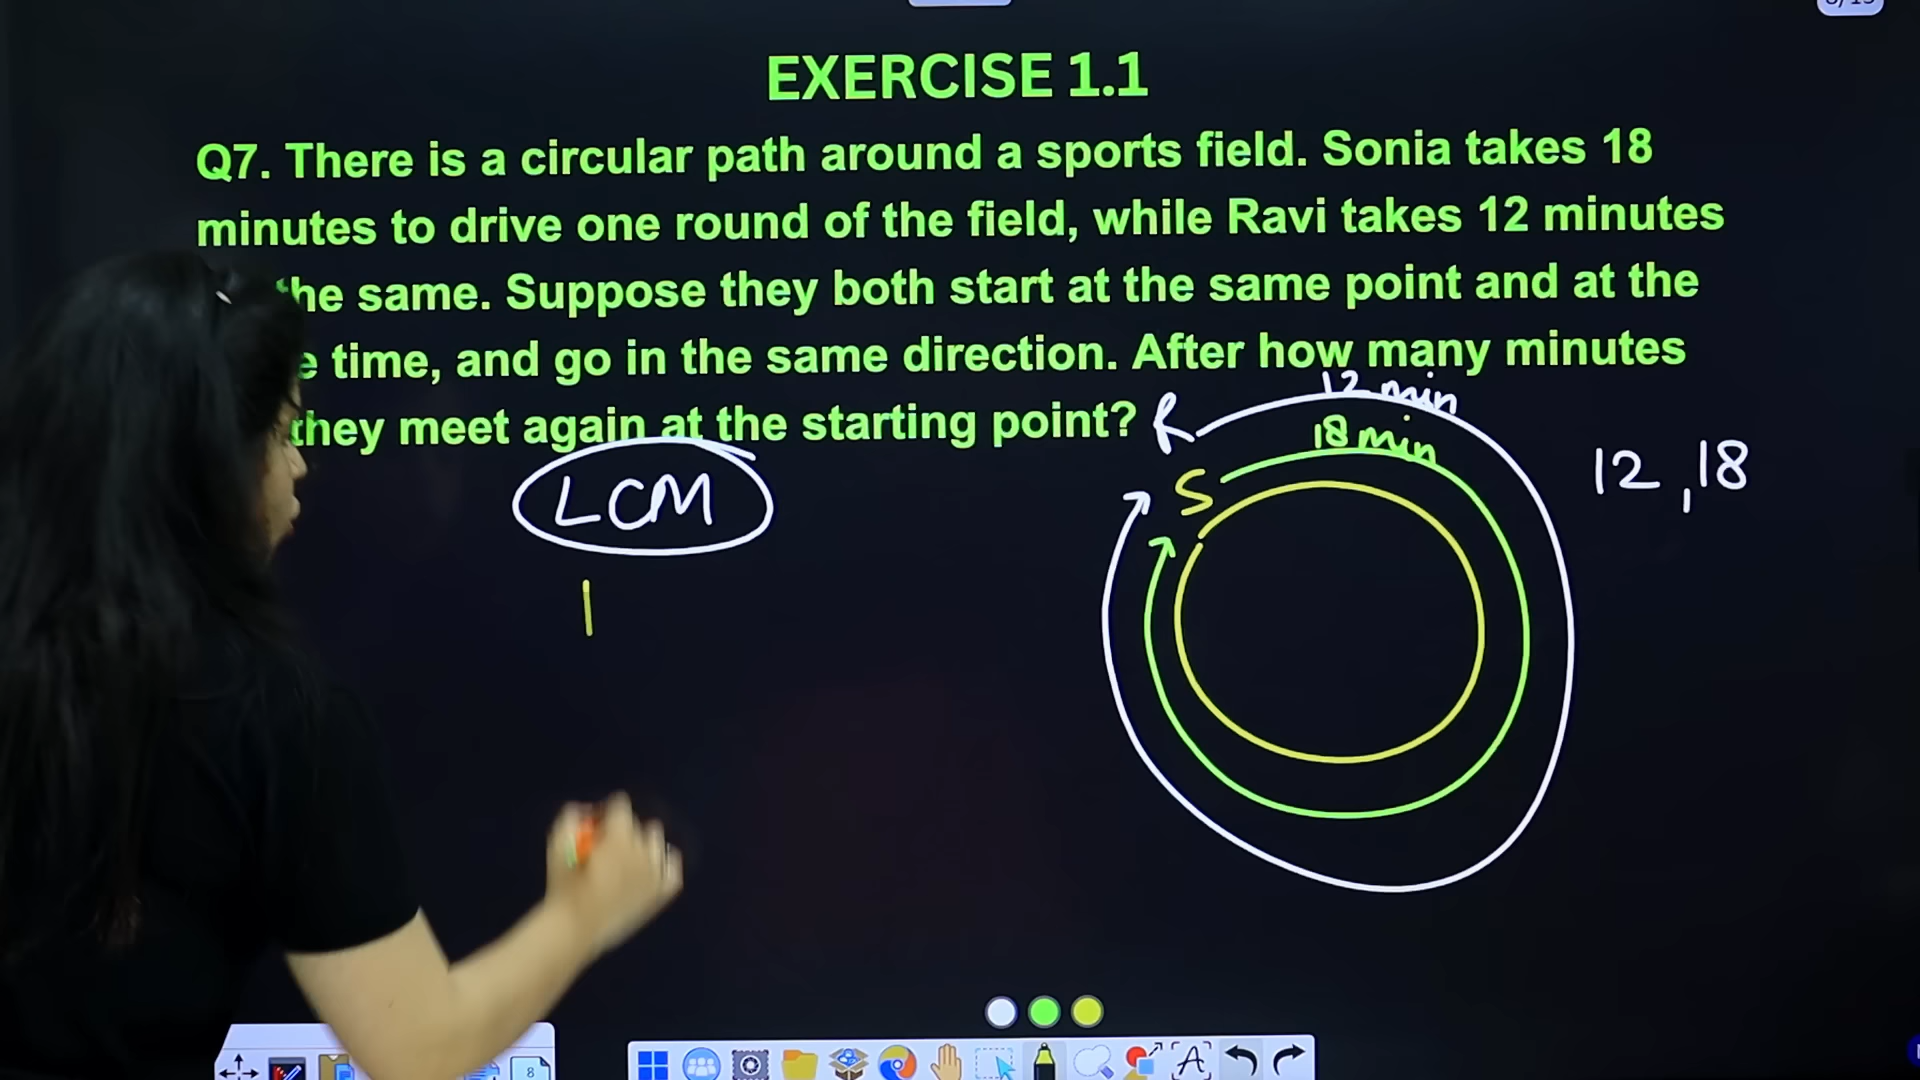 EXERCISE 1.1
Q7. There is a circular path around a sports field. Sonia takes 18
minutes to drive one round of the field, while Ravi takes 12 minutes
the same. Suppose they both start at the same point and at the
time, and go in the same direction. After how many minutes
they meet again at the starting point?
R 12 min
18 min
S
12, 18
LCM
1
8
A